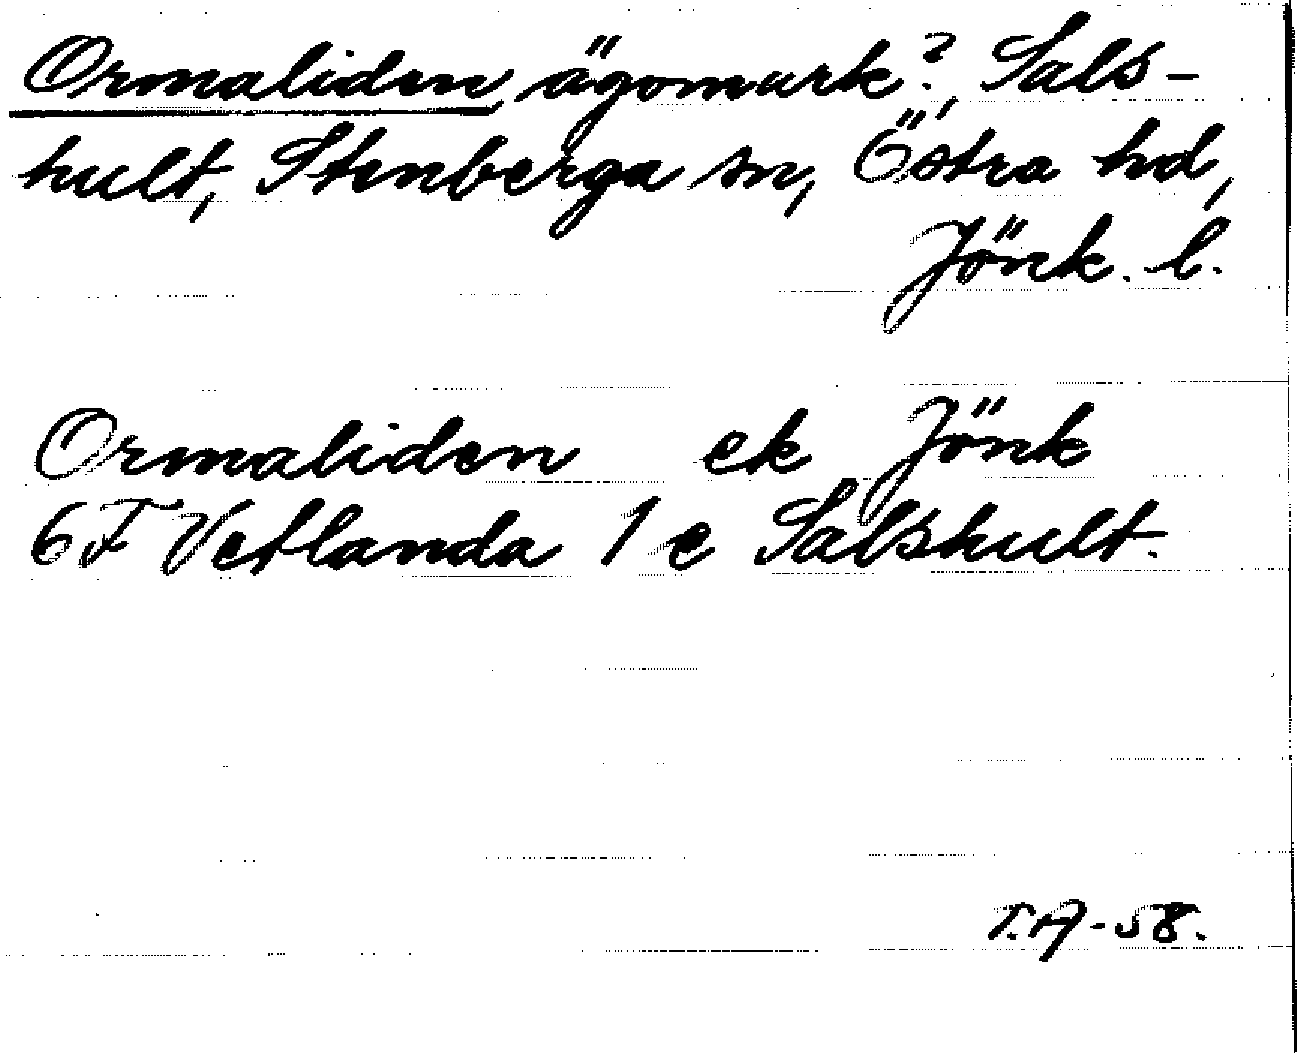 Ormaliden, ägomark?, Sals-
hult, Stenberga sn, Östra hd,
Jönk. l.
Ormaliden ek Jönk
6F Vetlanda 1 e Salshult.
T.A-58.